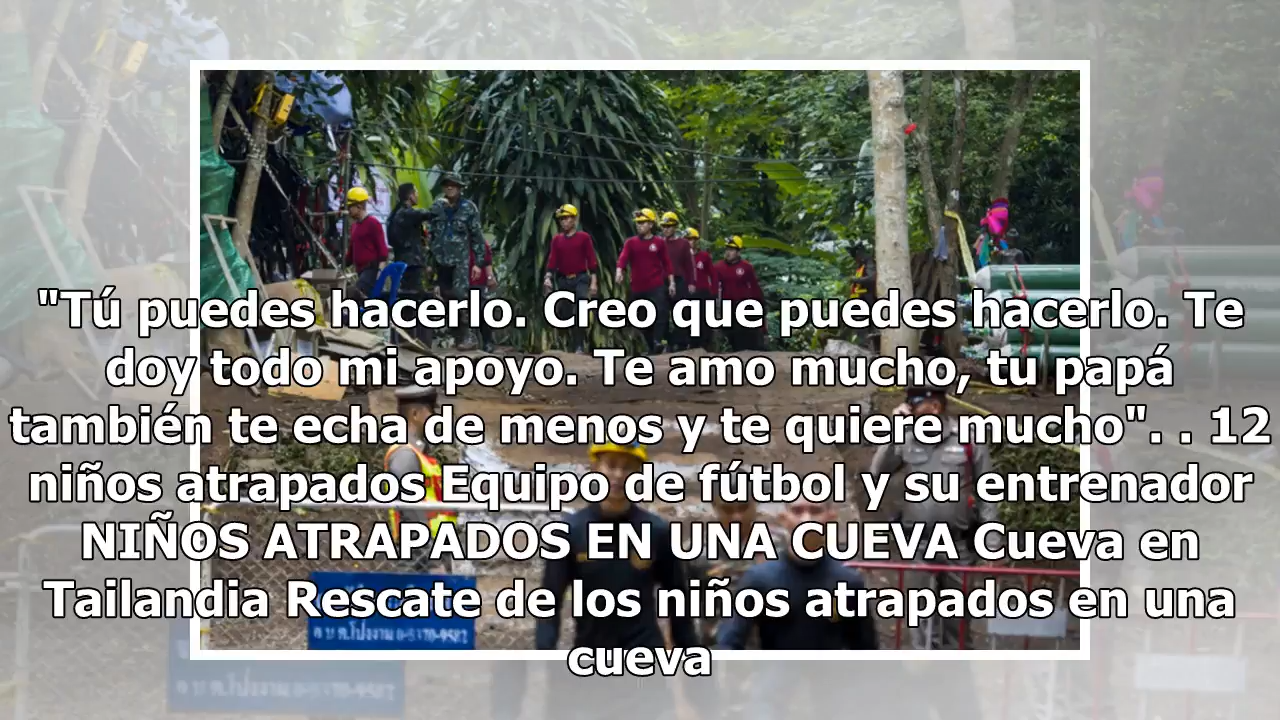 "Tú puedes hacerlo. Creo que puedes hacerlo. Te
doy todo mi apoyo. Te amo mucho, tu papá
también te echa de menos y te quiere mucho". . 12
niños atrapados Equipo de fútbol y su entrenador
NIÑOS ATRAPADOS EN UNA CUEVA Cueva en
Tailandia Rescate de los niños atrapados en una
cueva